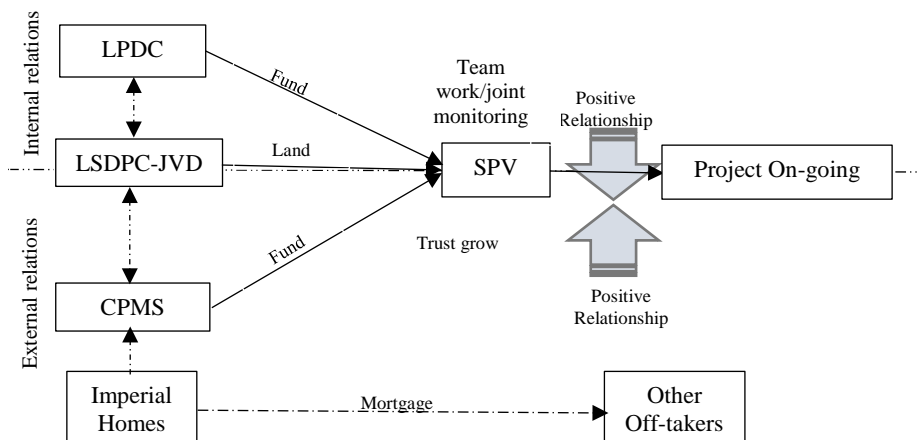 Internal relations
External relations
LPDC
Fund
Team
work/joint
monitoring
Positive
Relationship
LSDPC-JVD
Land
SPV
Project On-going
Fund
Trust grow
CPMS
Positive
Relationship
Imperial
Homes
Mortgage
Other
Off-takers